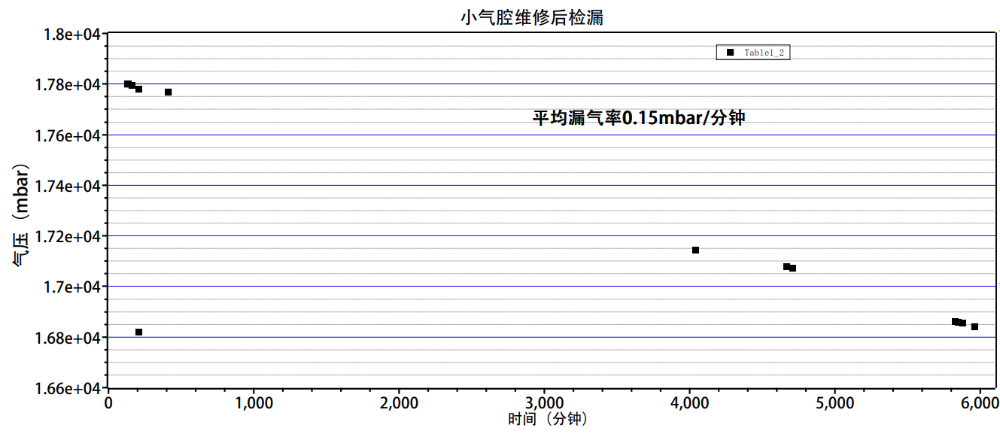 小气腔维修后检漏
1.8e+04
Table1_2
1.78e+04
平均漏气率0.15mbar/分钟
1.76e+04
1.74e+04
气压（mbar）
1.72e+04
1.7e+04
1.68e+04
1.66e+04
0 1,000 2,000 3,000 4,000 5,000 6,000
时间（分钟）